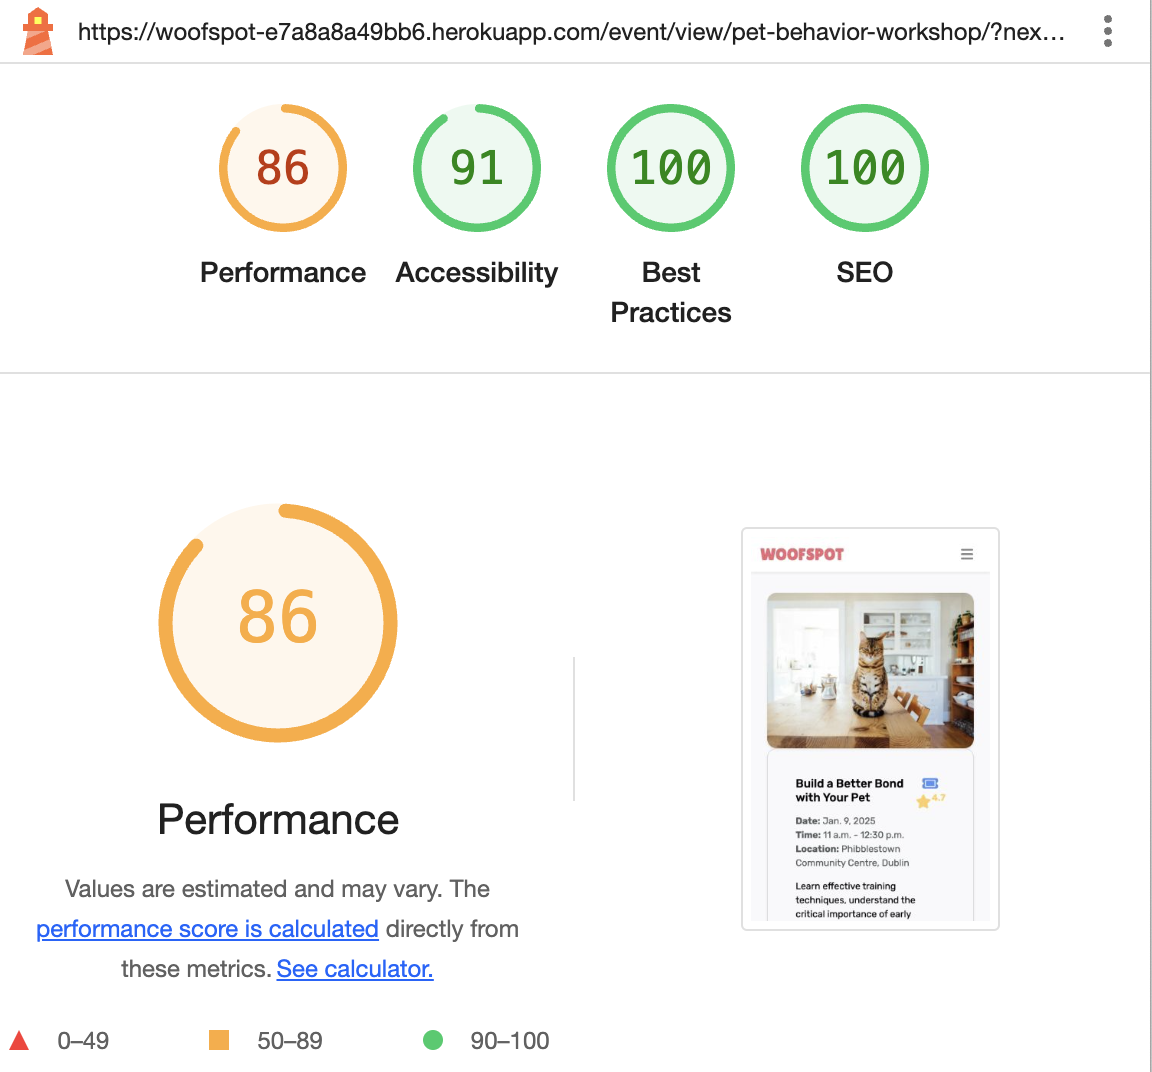 https://woofspot-e7a8a8a49bb6.herokuapp.com/event/view/pet-behavior-workshop/?nex…
86
91
100
100
Performance
Accessibility
Best
Practices
SEO
86
Performance
Values are estimated and may vary. The
performance score is calculated directly from
these metrics. See calculator.
0–49
50–89
90–100
WOOFSPOT
Build a Better Bond
with Your Pet
4.7
Date: Jan. 9, 2025
Time: 11 a.m. - 12:30 p.m.
Location: Phibblestown
Community Centre, Dublin
Learn effective training
techniques, understand the
critical importance of early